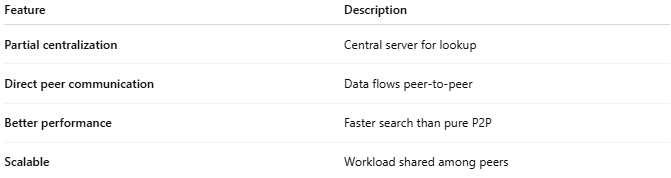 Feature Description
Partial centralization Central server for lookup
Direct peer communication Data flows peer-to-peer
Better performance Faster search than pure P2P
Scalable Workload shared among peers